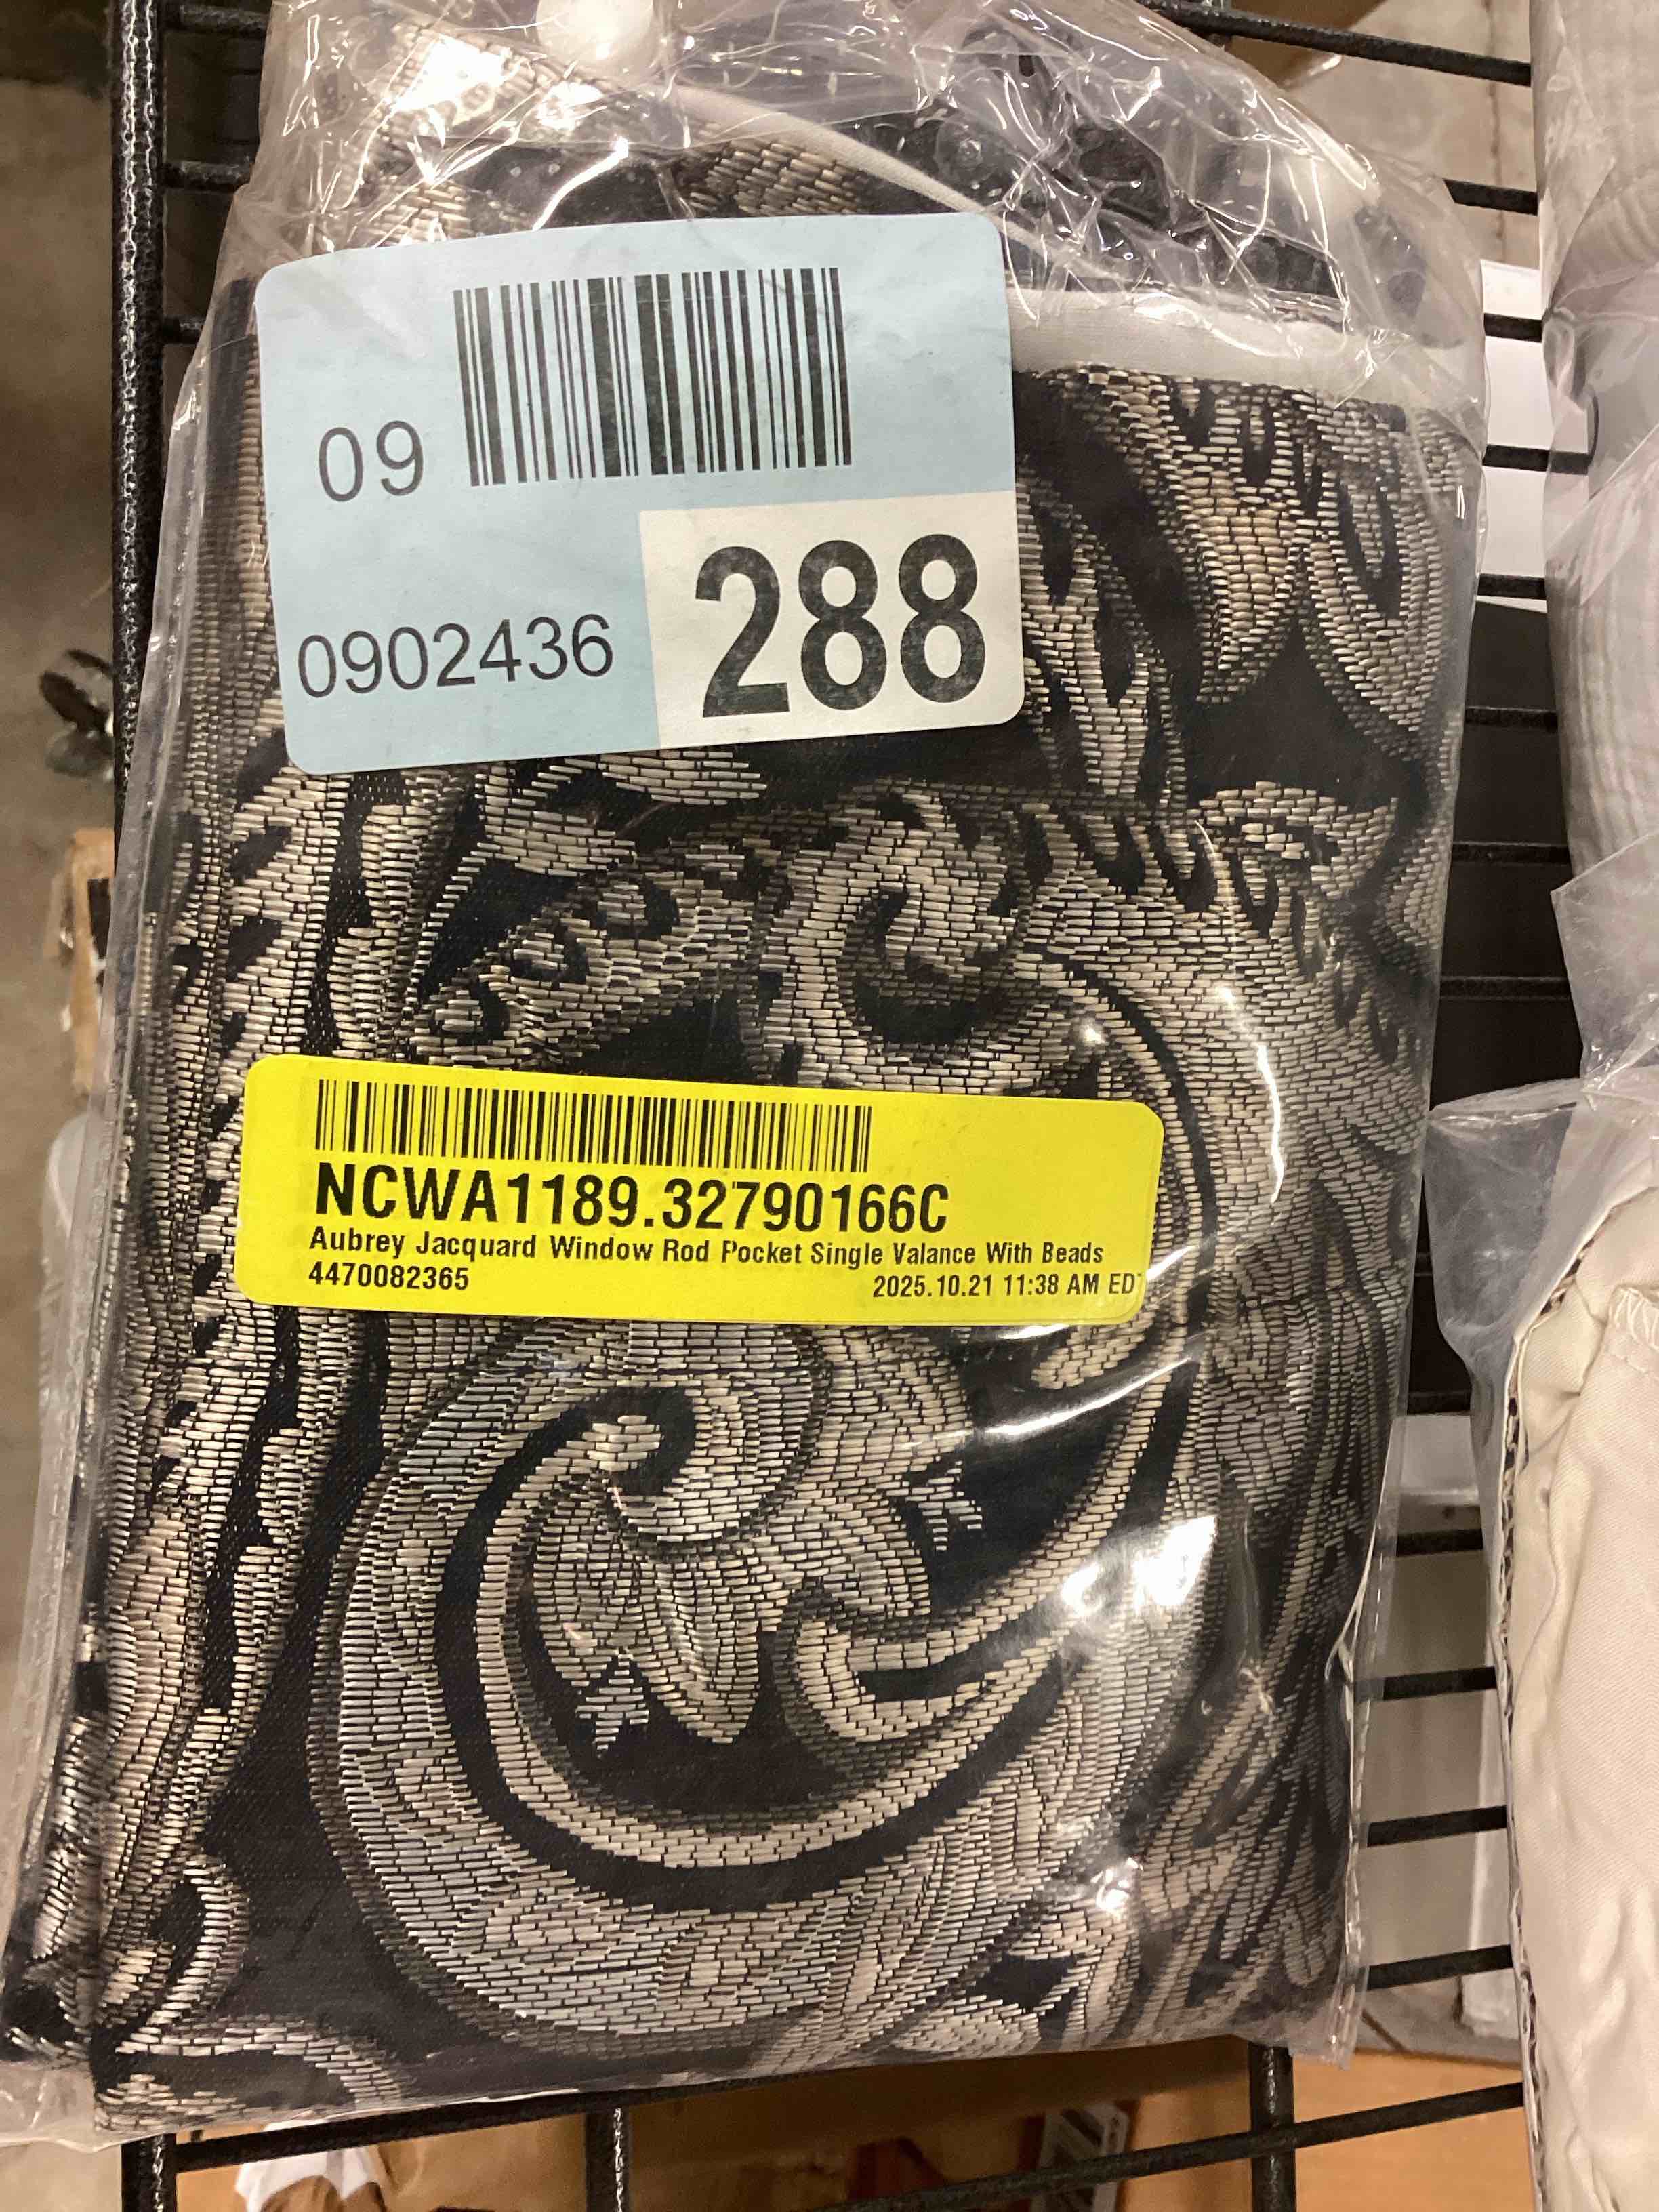 09
0902436
288
NCWA1189.32790166C
Aubrey Jacquard Window Rod Pocket Single Valance With Beads
4470082365
2025.10.21 11:38 AM ED